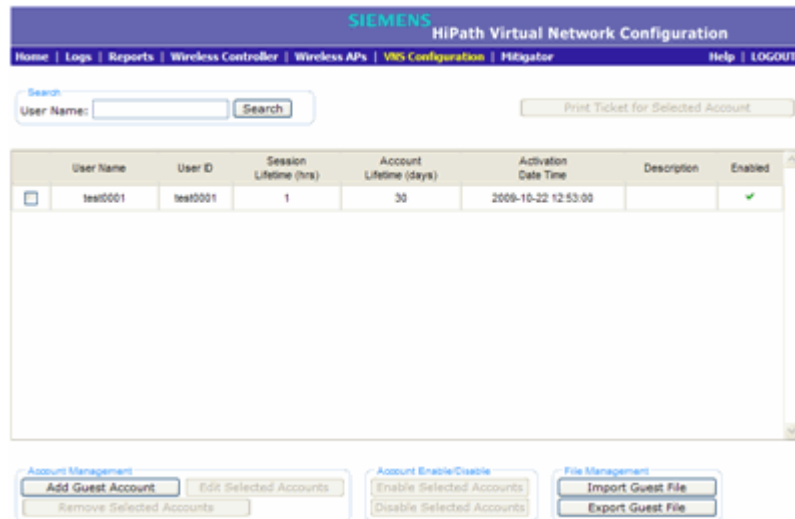 SIEMENS
HiPath Virtual Network Configuration
Home | Logs | Reports | Wireless Controller | Wireless APs | VNS Configuration | Mitigator Help | LOGOUT
Search
User Name: Search Print Ticket for Selected Account
User Name User ID Session Lifetime (hrs) Account Lifetime (days) Activation Date Time Description Enabled
test0001 test0001 1 30 2009-10-22 12:53:00
Account Management Account Enable/Disable File Management
Add Guest Account Edit Selected Accounts Enable Selected Accounts Import Guest File
Remove Selected Accounts Disable Selected Accounts Export Guest File